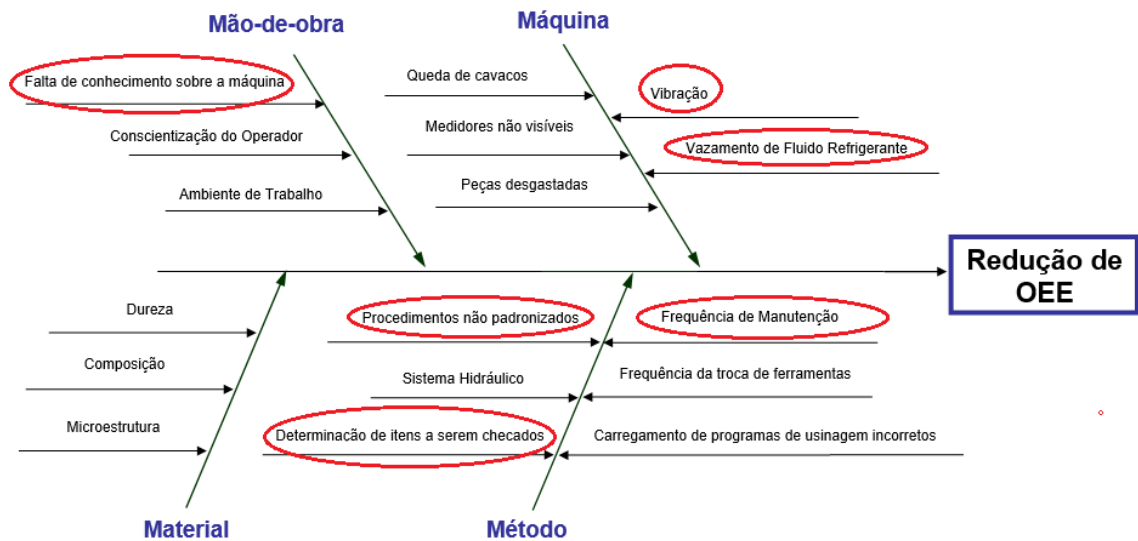 Mão-de-obra
Máquina
Falta de conhecimento sobre a máquina
Conscientização do Operador
Ambiente de Trabalho
Queda de cavacos
Medidores não visíveis
Peças desgastadas
Vibração
Vazamento de Fluido Refrigerante
Redução de
OEE
Dureza
Composição
Microestrutura
Procedimentos não padronizados
Sistema Hidráulico
Determinação de itens a serem checados
Frequência de Manutenção
Frequência da troca de ferramentas
Carregamento de programas de usinagem incorretos
Material
Método